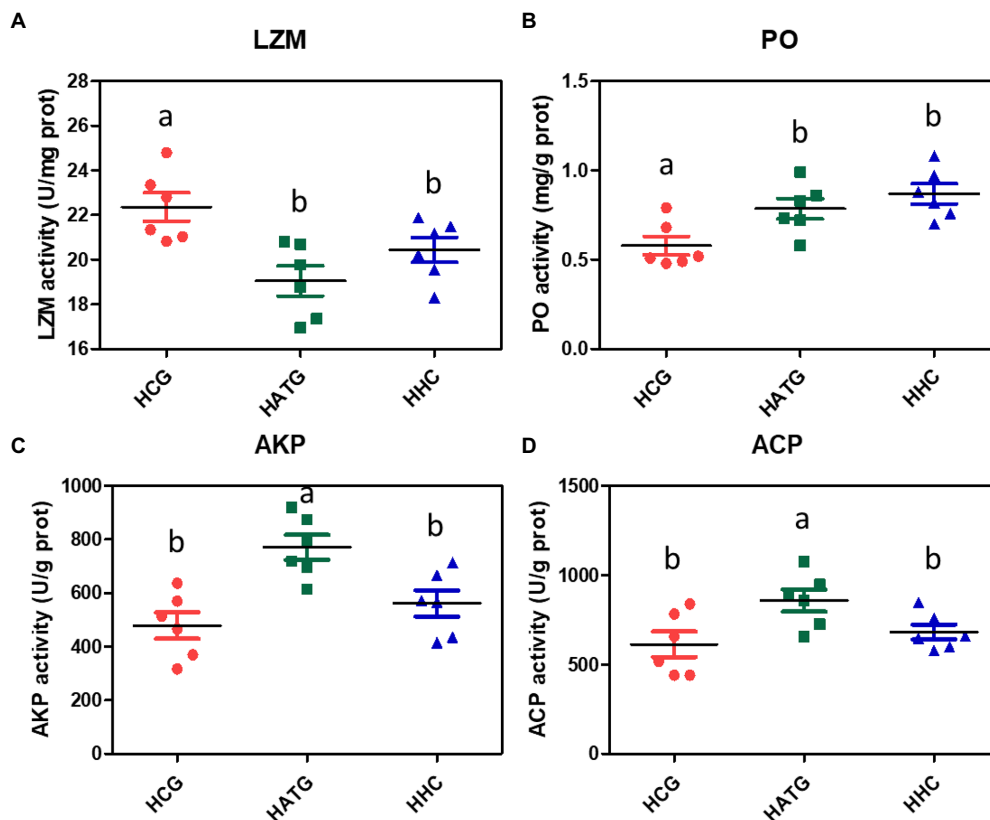 A
LZM
LZM activity (U/mg prot)
28
26
24
22
20
18
16
a
b
b
HCG
HATG
HHC
B
PO
PO activity (mg/g prot)
1.5
1.0
0.5
0.0
a
b
b
HCG
HATG
HHC
C
AKP
AKP activity (U/g prot)
1000
800
600
400
200
0
b
a
b
HCG
HATG
HHC
D
ACP
ACP activity (U/g prot)
1500
1000
500
0
b
a
b
HCG
HATG
HHC